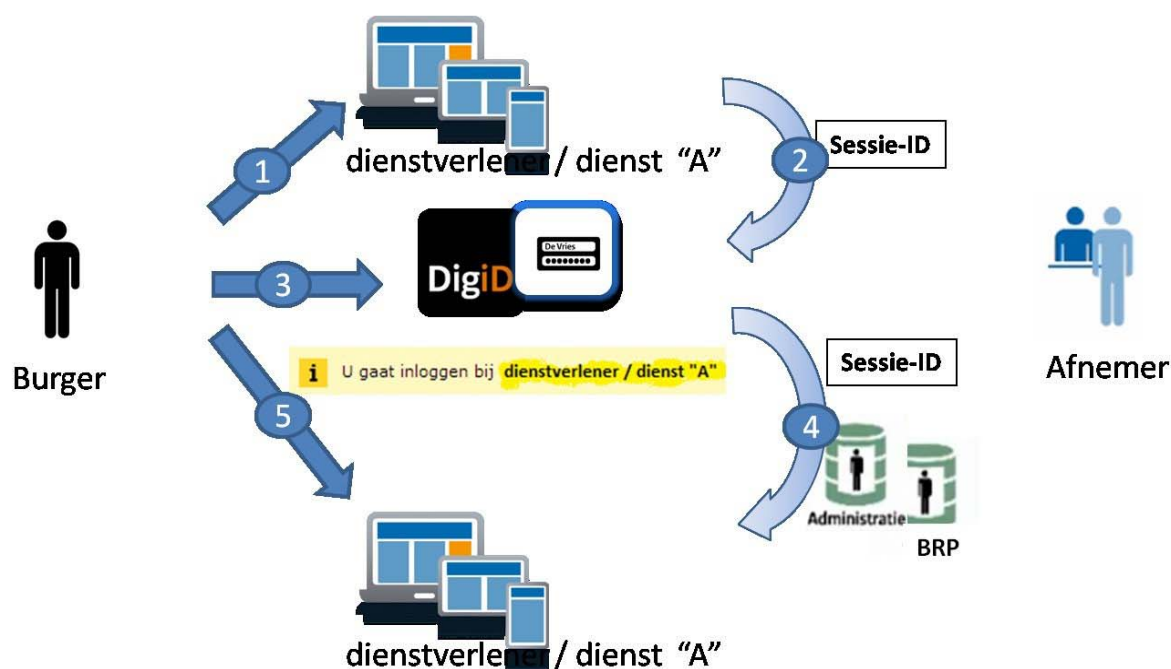 dienstverlener / dienst “A”
1
2
Sessie-ID
De Vries
DigiD
3
Burger
Afnemer
i U gaat inloggen bij dienstverlener / dienst "A"
Sessie-ID
5
4
Administratie
BRP
dienstverlener / dienst “A”